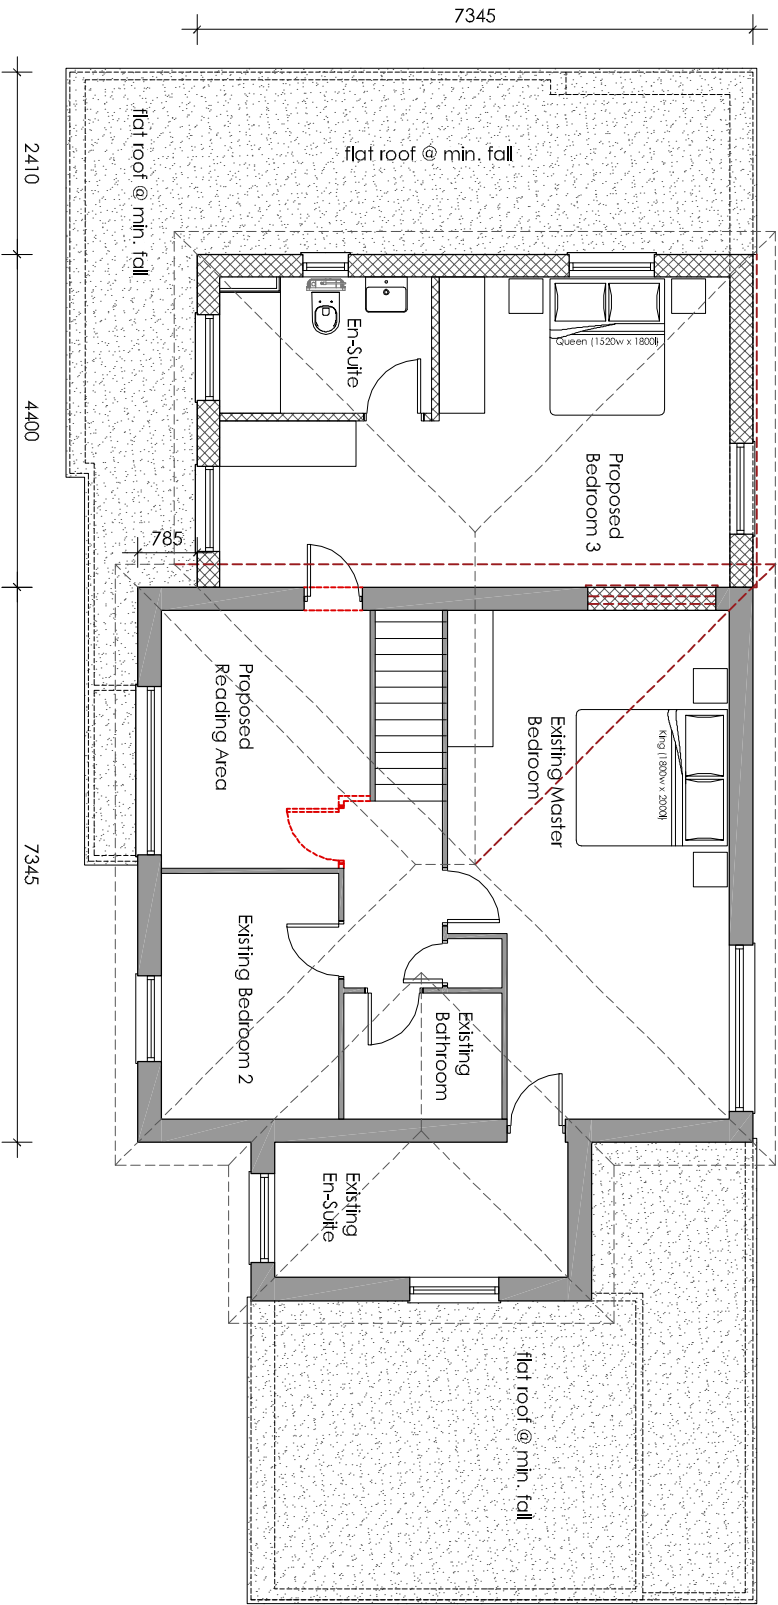 7345
2410
4400
7345
785
flat roof @ min. fall
flat roof @ min. fall
En-Suite
Queen (1520w x 1800l)
Proposed
Bedroom 3
Proposed
Reading Area
Existing Master
Bedroom
King (1800w x 2000l)
Existing Bedroom 2
Existing
Bathroom
Existing
En-Suite
flat roof @ min. fall